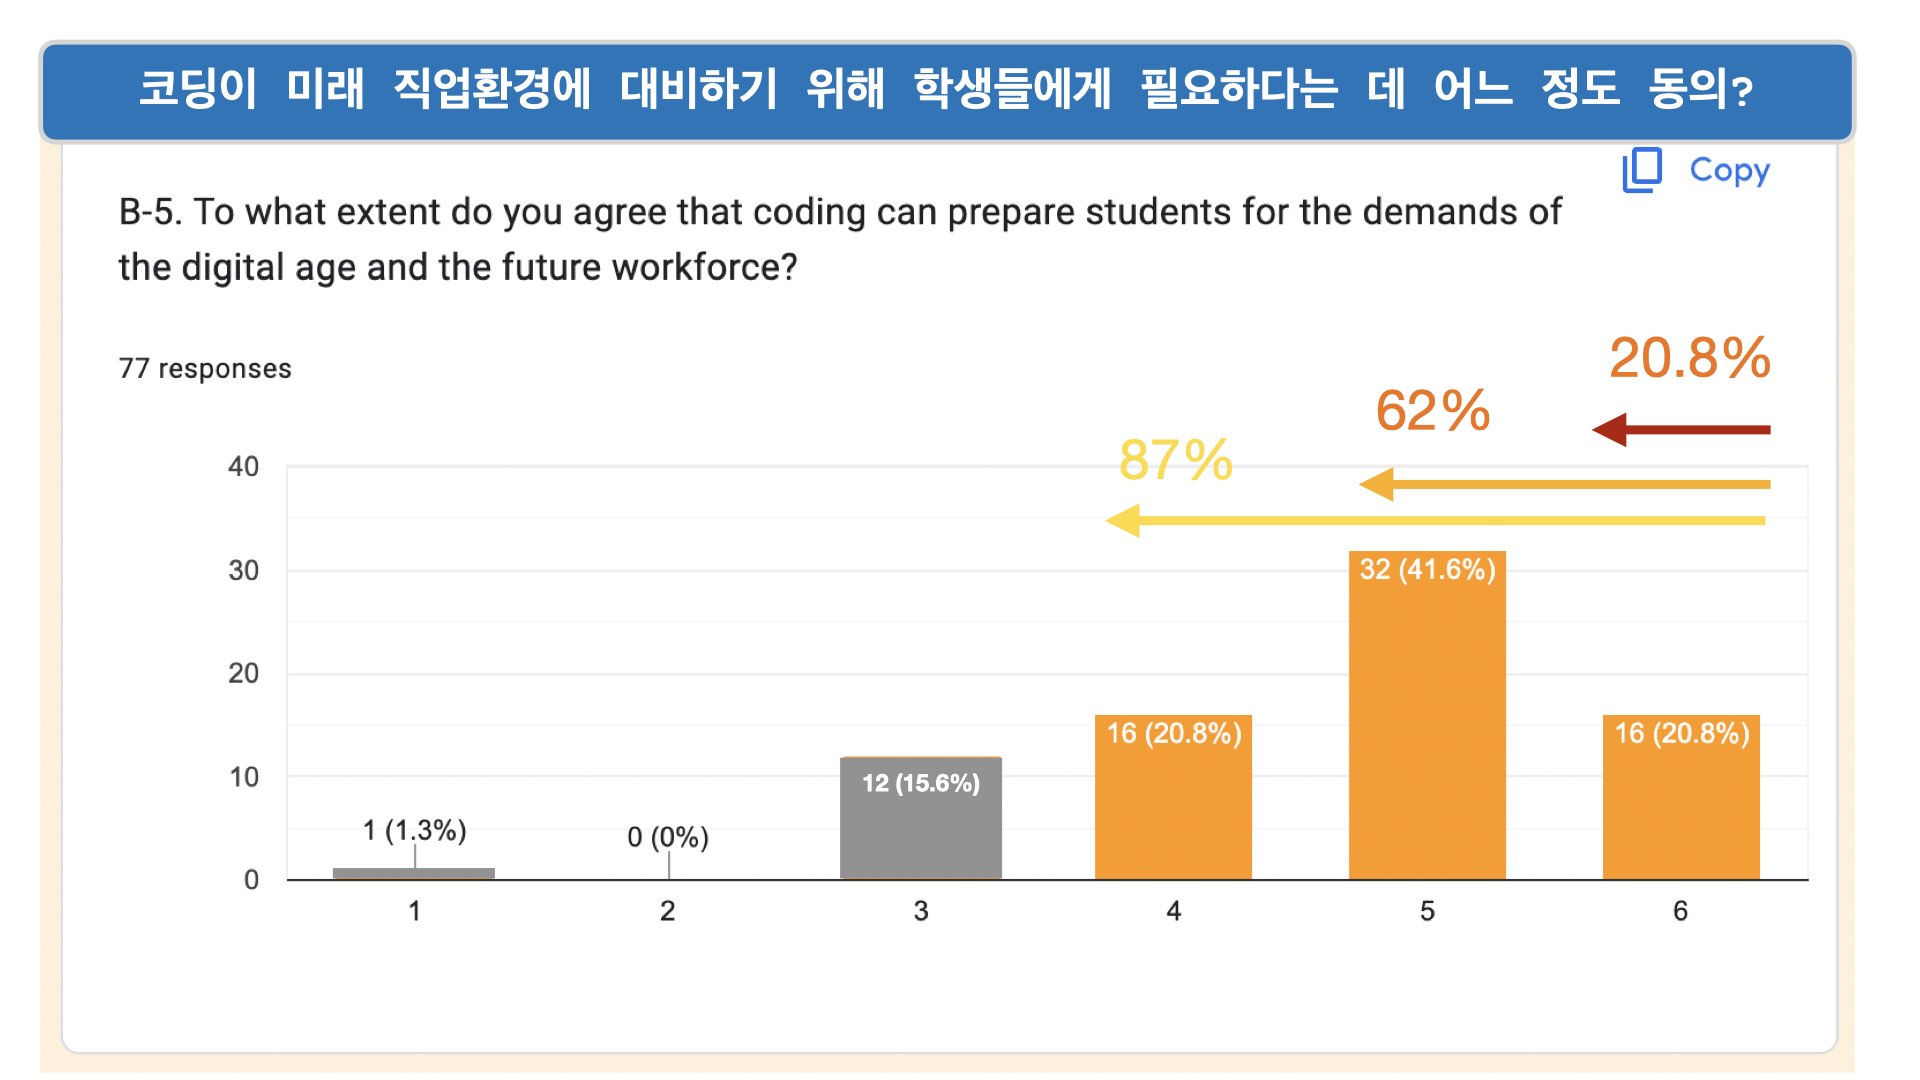 코딩이 미래 직업환경에 대비하기 위해 학생들에게 필요하다는 데 어느 정도 동의?
Copy
B-5. To what extent do you agree that coding can prepare students for the demands of
the digital age and the future workforce?
77 responses
20.8%
62%
87%
40
30
20
10
0
1 (1.3%)
0 (0%)
12 (15.6%)
16 (20.8%)
32 (41.6%)
16 (20.8%)
1 2 3 4 5 6